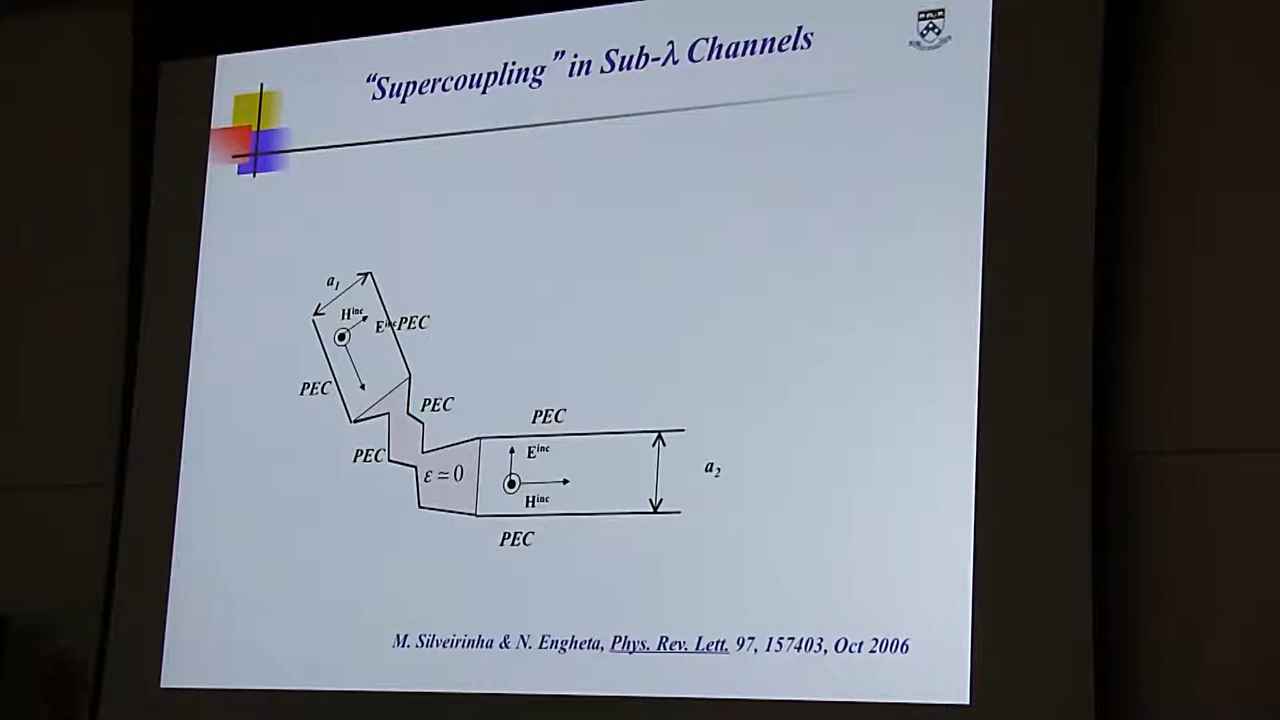 "Supercoupling" in Sub-λ Channels
a₁
Hⁱⁿᶜ
Eⁱⁿᶜ PEC
PEC
PEC
PEC
PEC
Eⁱⁿᶜ
ε ≃ 0
a₂
Hⁱⁿᶜ
PEC
M. Silveirinha & N. Engheta, Phys. Rev. Lett. 97, 157403, Oct 2006